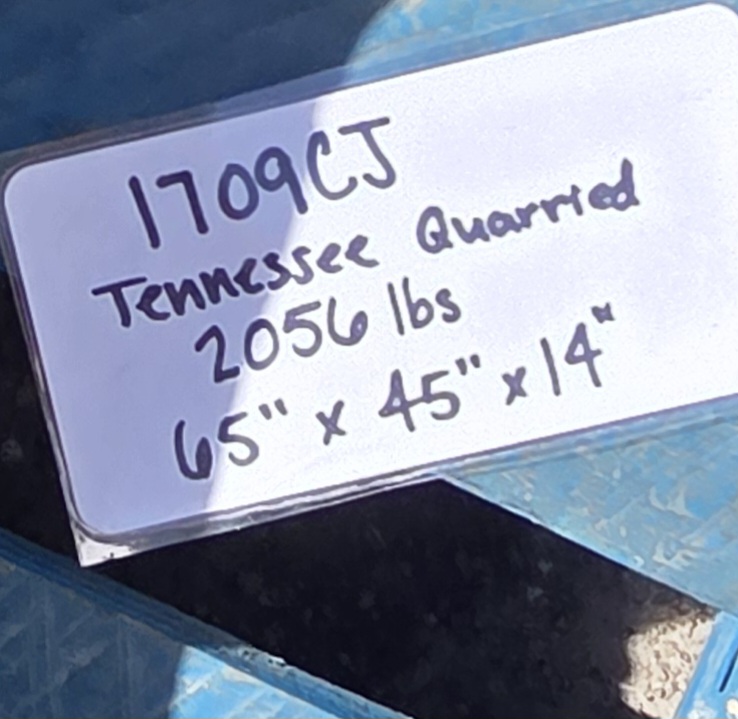 1709CJ
Tennessee Quarried
2056 lbs
65" x 45" x 14"